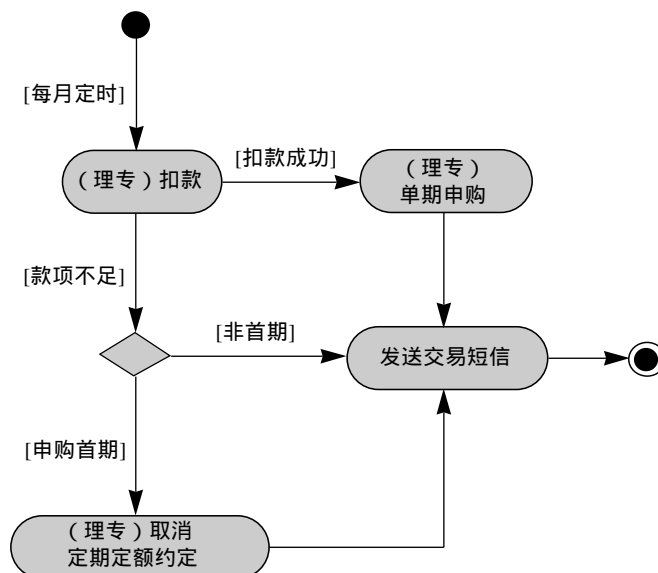 [每月定时]
（理专）扣款
[扣款成功]
（理专）
单期申购
[款项不足]
[非首期]
发送交易短信
[申购首期]
（理专）取消
定期定额约定